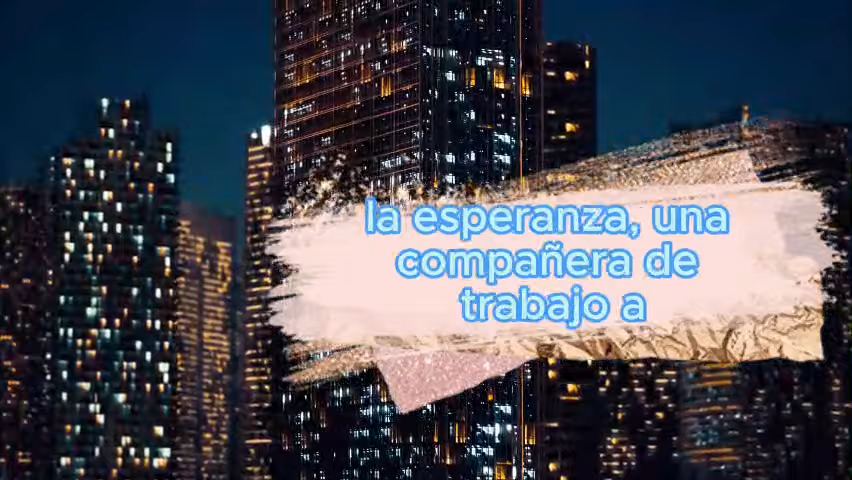 la esperanza, una
compañera de
trabajo a